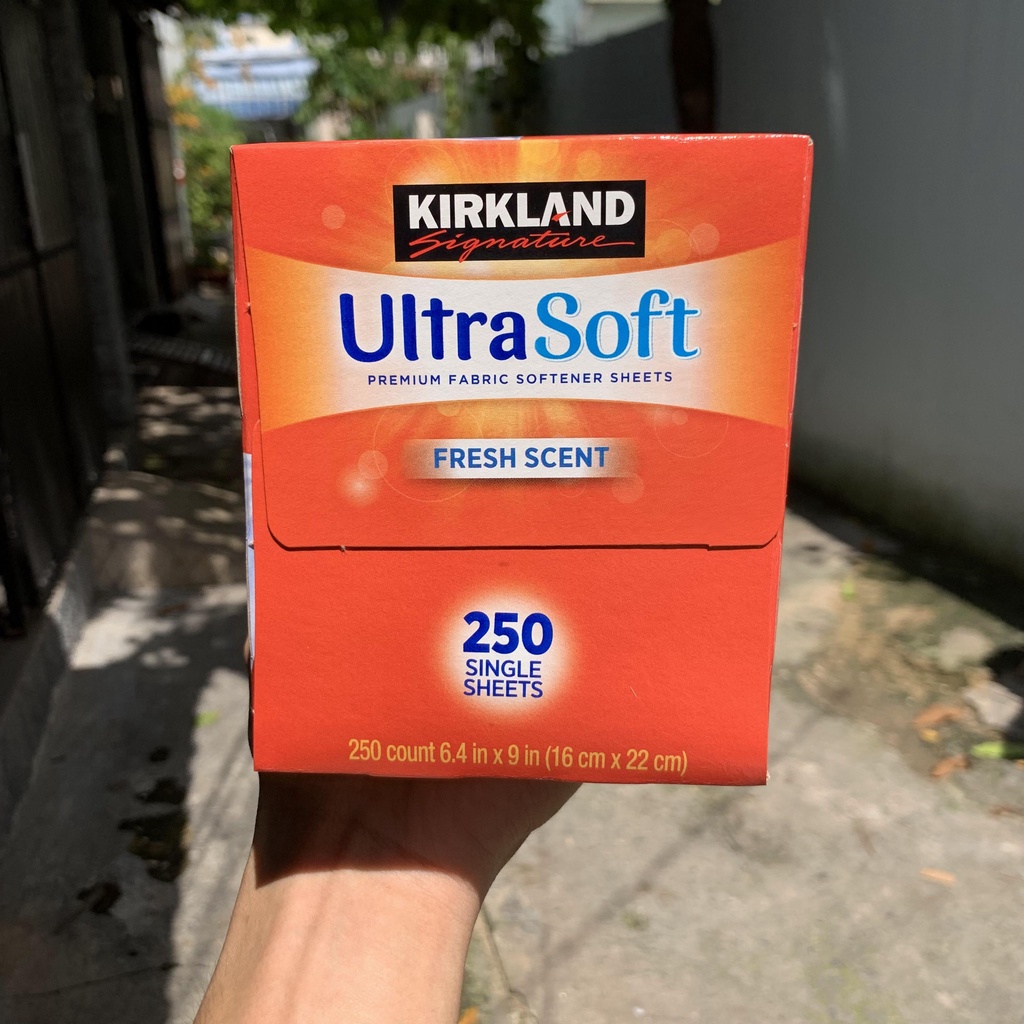 KIRKLAND
Signature
UltraSoft
PREMIUM FABRIC SOFTENER SHEETS
FRESH SCENT
250
SINGLE
SHEETS
250 count 6.4 in x 9 in (16 cm x 22 cm)